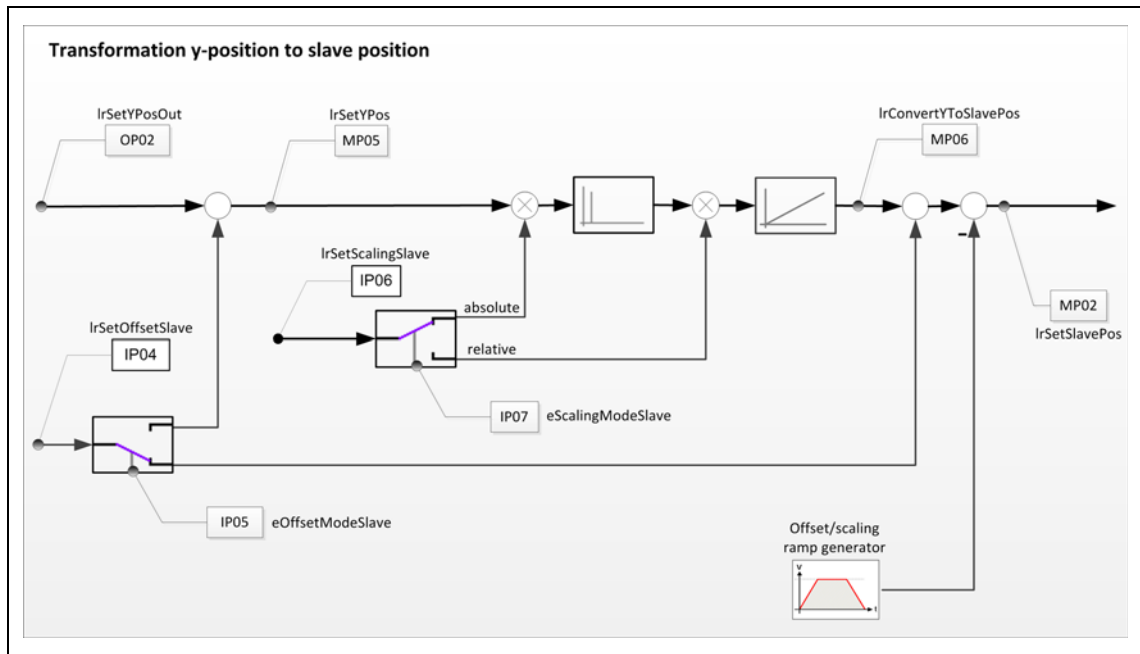 Transformation y-position to slave position
lrSetYPosOut
OP02
lrSetYPos
MP05
lrConvertYToSlavePos
MP06
lrSetScalingSlave
IP06
absolute
relative
lrSetOffsetSlave
IP04
MP02
lrSetSlavePos
IP07 eScalingModeSlave
IP05 eOffsetModeSlave
Offset/scaling
ramp generator
v
t